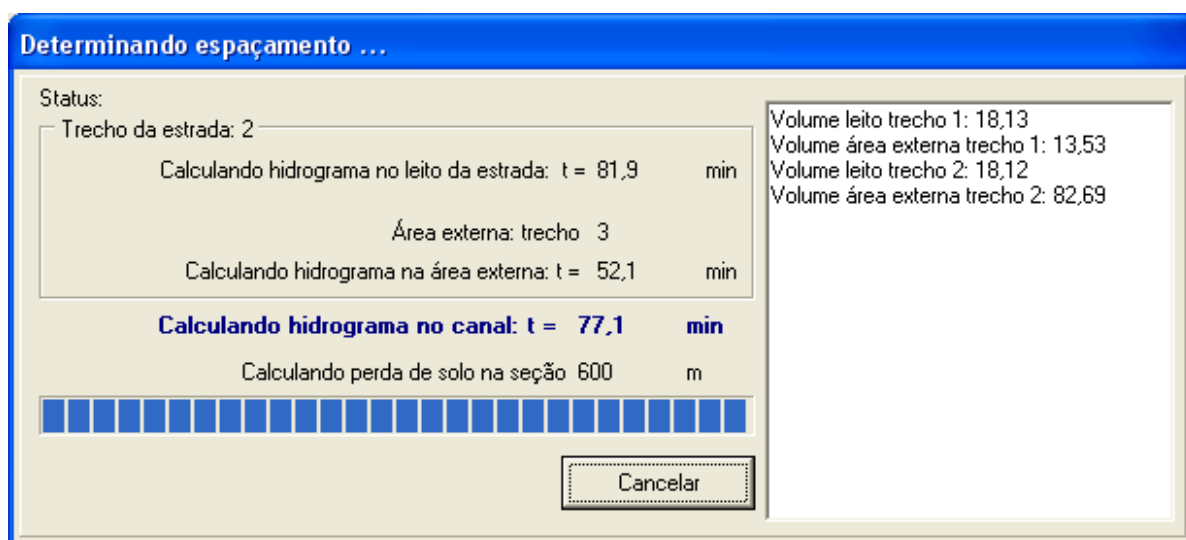 Determinando espaçamento ...
Status:
Trecho da estrada: 2
Calculando hidrograma no leito da estrada: t = 81,9 min
Área externa: trecho 3
Calculando hidrograma na área externa: t = 52,1 min
Calculando hidrograma no canal: t = 77,1 min
Calculando perda de solo na seção 600 m
Cancelar
Volume leito trecho 1: 18,13
Volume área externa trecho 1: 13,53
Volume leito trecho 2: 18,12
Volume área externa trecho 2: 82,69